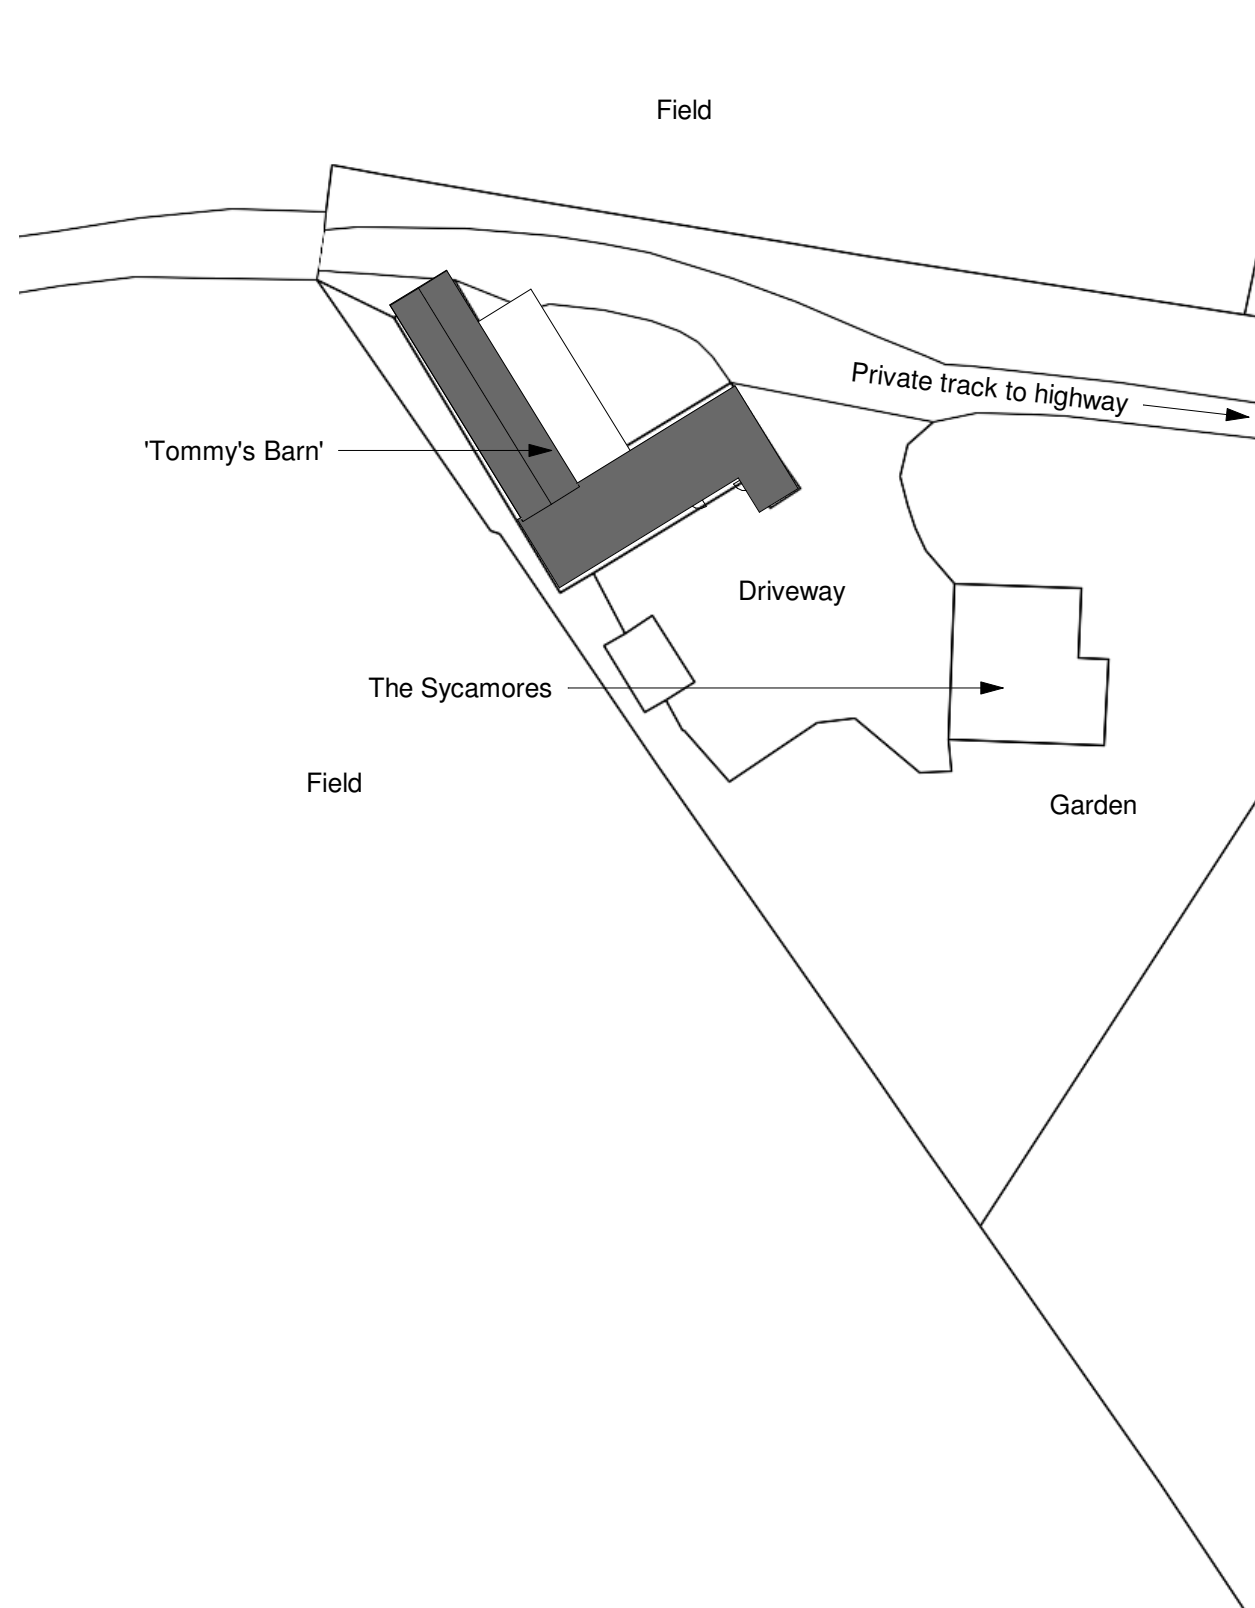 Field
Private track to highway
'Tommy's Barn'
Driveway
The Sycamores
Field
Garden